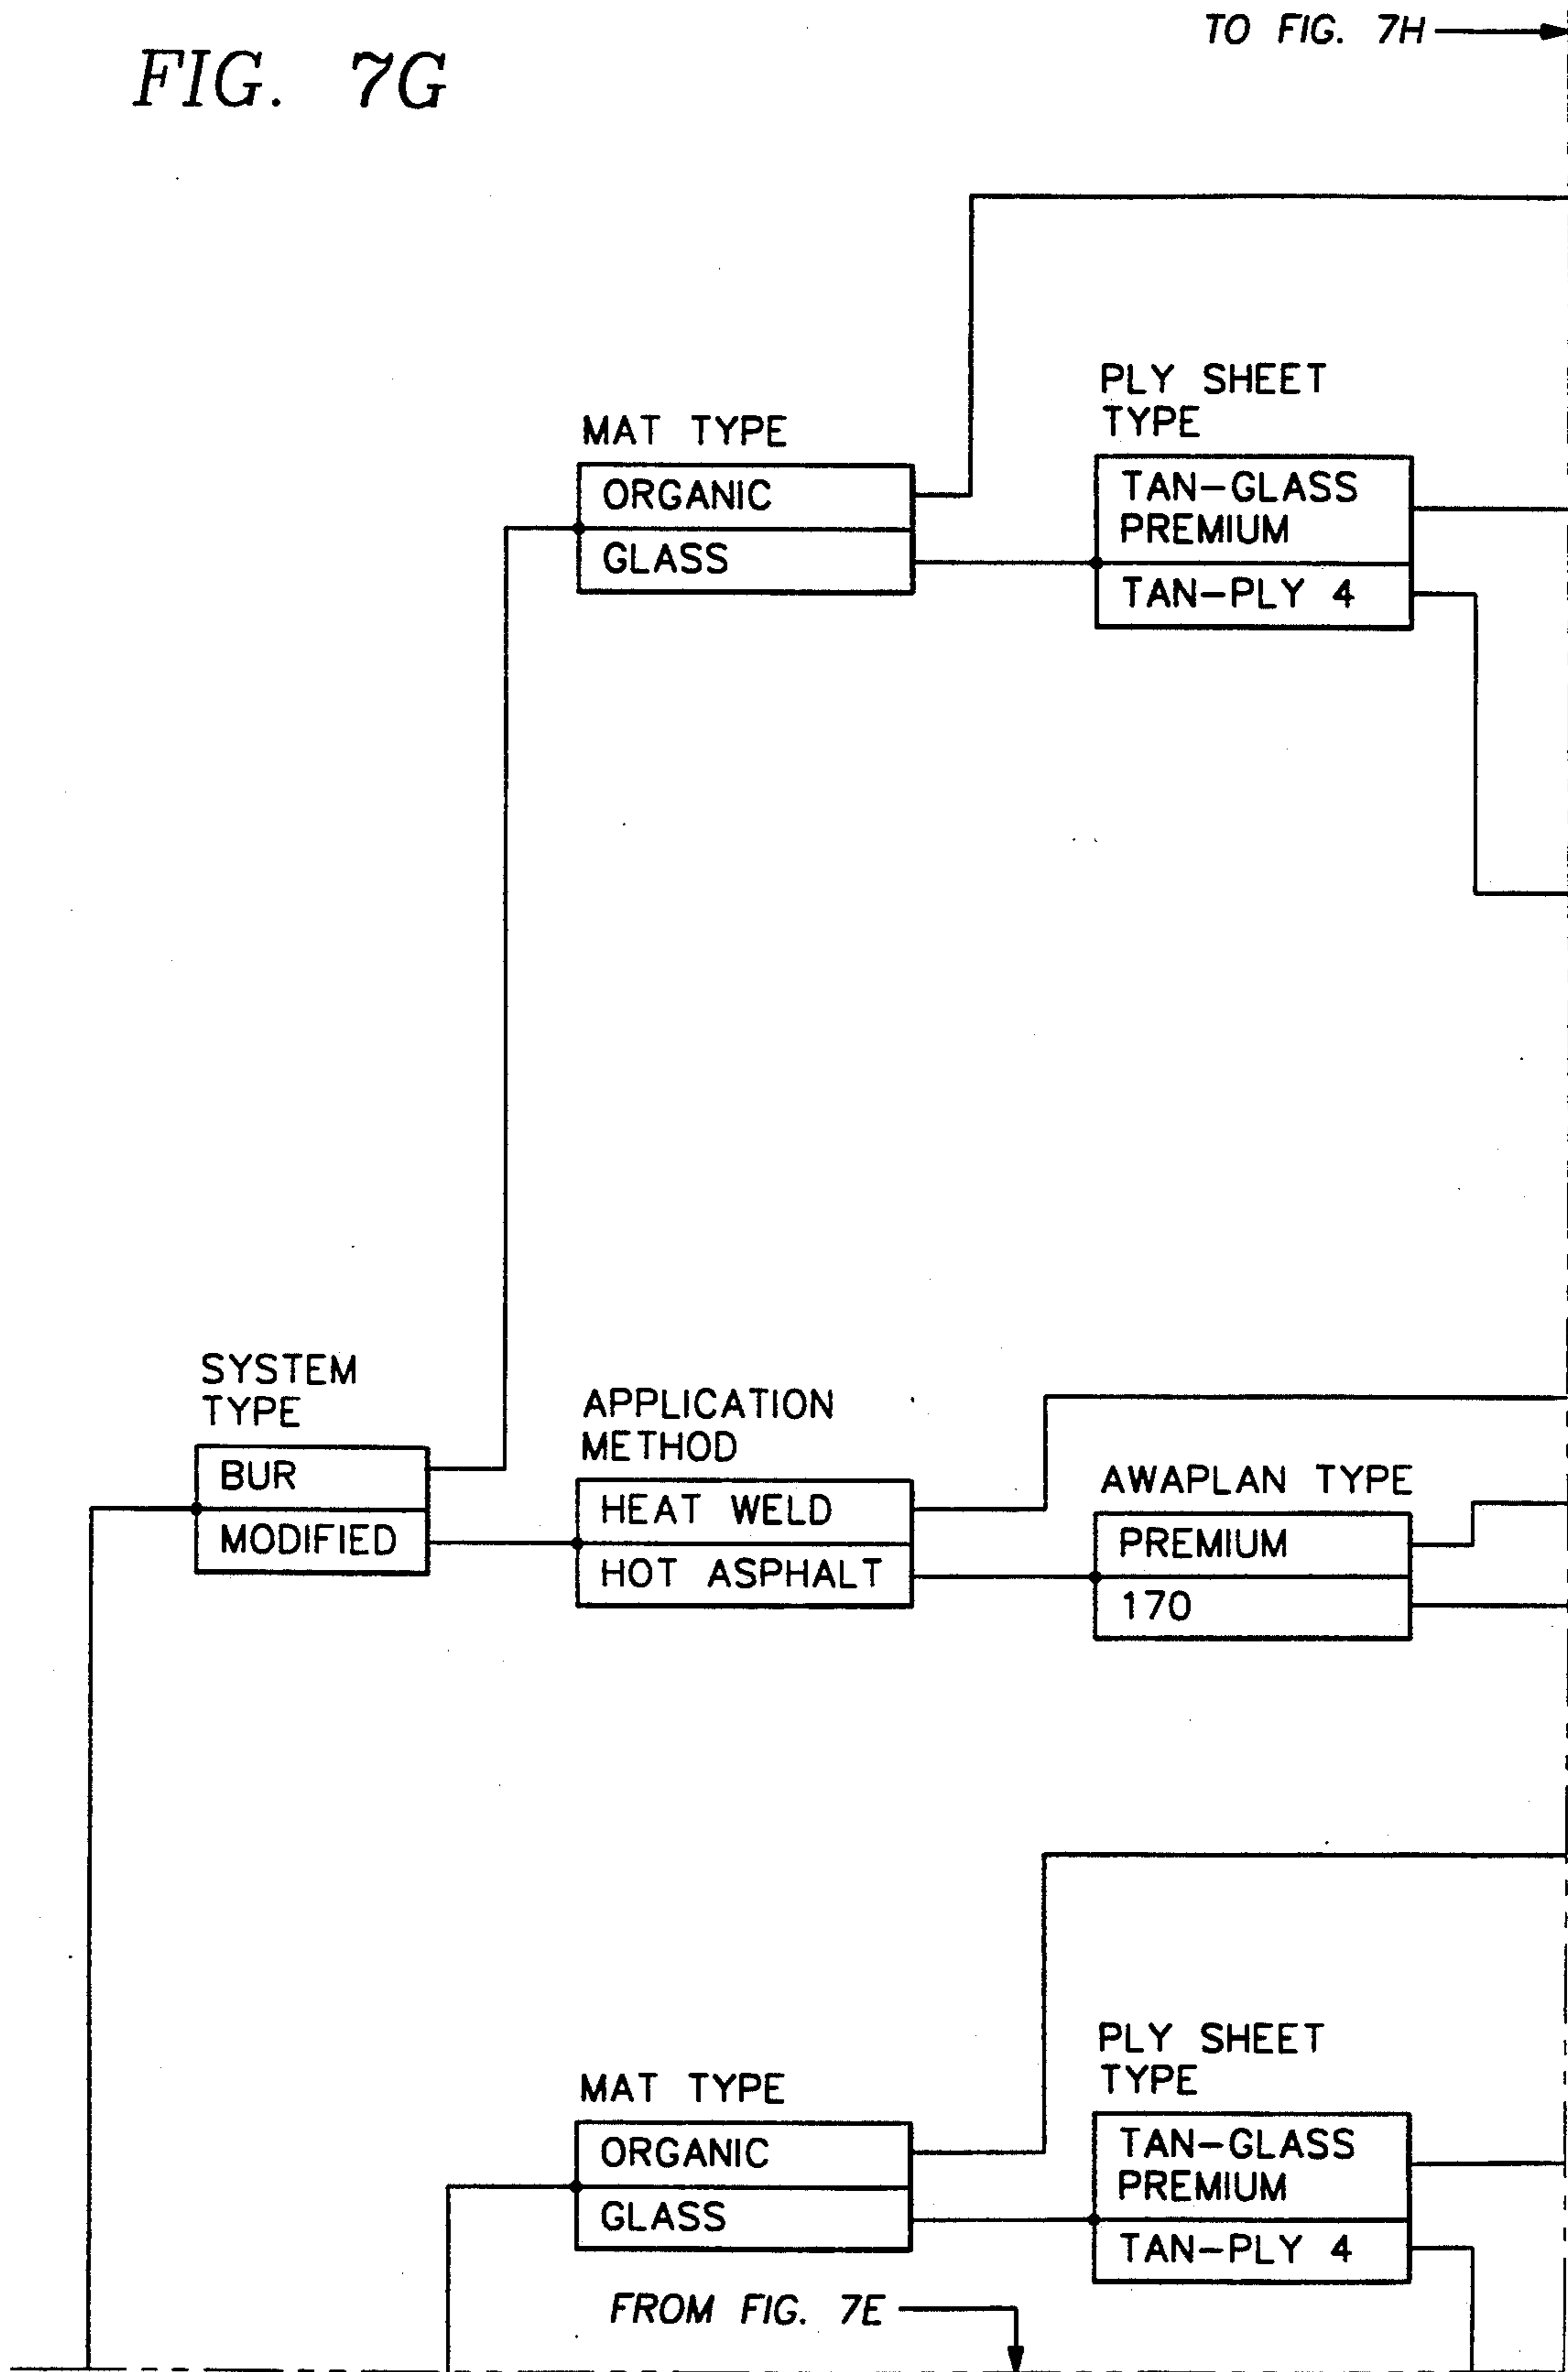 TO FIG. 7H
FIG. 7G
MAT TYPE
ORGANIC
GLASS
PLY SHEET
TYPE
TAN-GLASS
PREMIUM
TAN-PLY 4
SYSTEM
TYPE
BUR
MODIFIED
APPLICATION
METHOD
HEAT WELD
HOT ASPHALT
AWAPLAN TYPE
PREMIUM
170
MAT TYPE
ORGANIC
GLASS
PLY SHEET
TYPE
TAN-GLASS
PREMIUM
TAN-PLY 4
FROM FIG. 7E